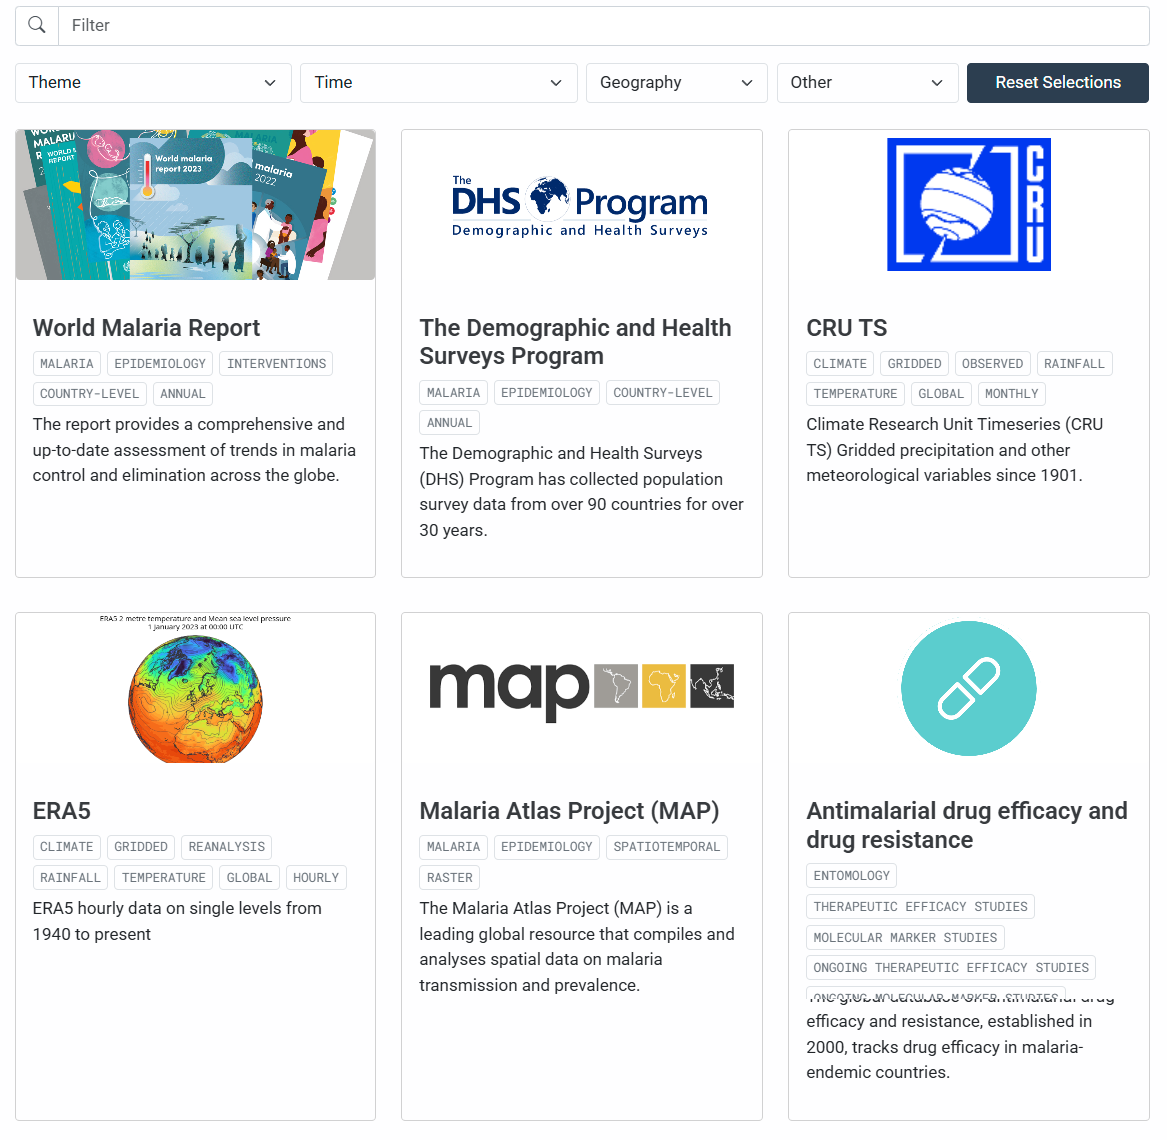 Filter
Theme
Time
Geography
Other
Reset Selections
WORLD
MALARIA
WORLD
REPORT
World malaria
report 2023
malaria
2022
World Malaria Report
MALARIA
EPIDEMIOLOGY
INTERVENTIONS
COUNTRY-LEVEL
ANNUAL
The report provides a comprehensive and
up-to-date assessment of trends in malaria
control and elimination across the globe.
The
DHS Program
Demographic and Health Surveys
The Demographic and Health
Surveys Program
MALARIA
EPIDEMIOLOGY
COUNTRY-LEVEL
ANNUAL
The Demographic and Health Surveys
(DHS) Program has collected population
survey data from over 90 countries for over
30 years.
CRU
CRU TS
CLIMATE
GRIDDED
OBSERVED
RAINFALL
TEMPERATURE
GLOBAL
MONTHLY
Climate Research Unit Timeseries (CRU
TS) Gridded precipitation and other
meteorological variables since 1901.
ERA5 2 metre temperature and Mean sea level pressure
1 January 2023 at 00:00 UTC
ERA5
CLIMATE
GRIDDED
REANALYSIS
RAINFALL
TEMPERATURE
GLOBAL
HOURLY
ERA5 hourly data on single levels from
1940 to present
map
Malaria Atlas Project (MAP)
MALARIA
EPIDEMIOLOGY
SPATIOTEMPORAL
RASTER
The Malaria Atlas Project (MAP) is a
leading global resource that compiles and
analyses spatial data on malaria
transmission and prevalence.
Antimalarial drug efficacy and
drug resistance
ENTOMOLOGY
THERAPEUTIC EFFICACY STUDIES
MOLECULAR MARKER STUDIES
ONGOING THERAPEUTIC EFFICACY STUDIES
ONGOING MOLECULAR MARKER STUDIES
The global database on antimalarial drug
efficacy and resistance, established in
2000, tracks drug efficacy in malaria-
endemic countries.